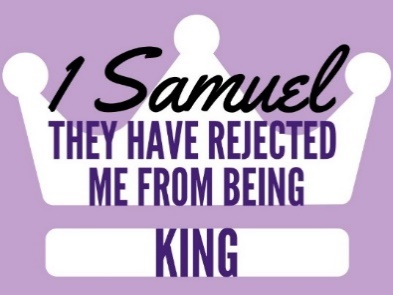 1 Samuel
THEY HAVE REJECTED
ME FROM BEING
KING